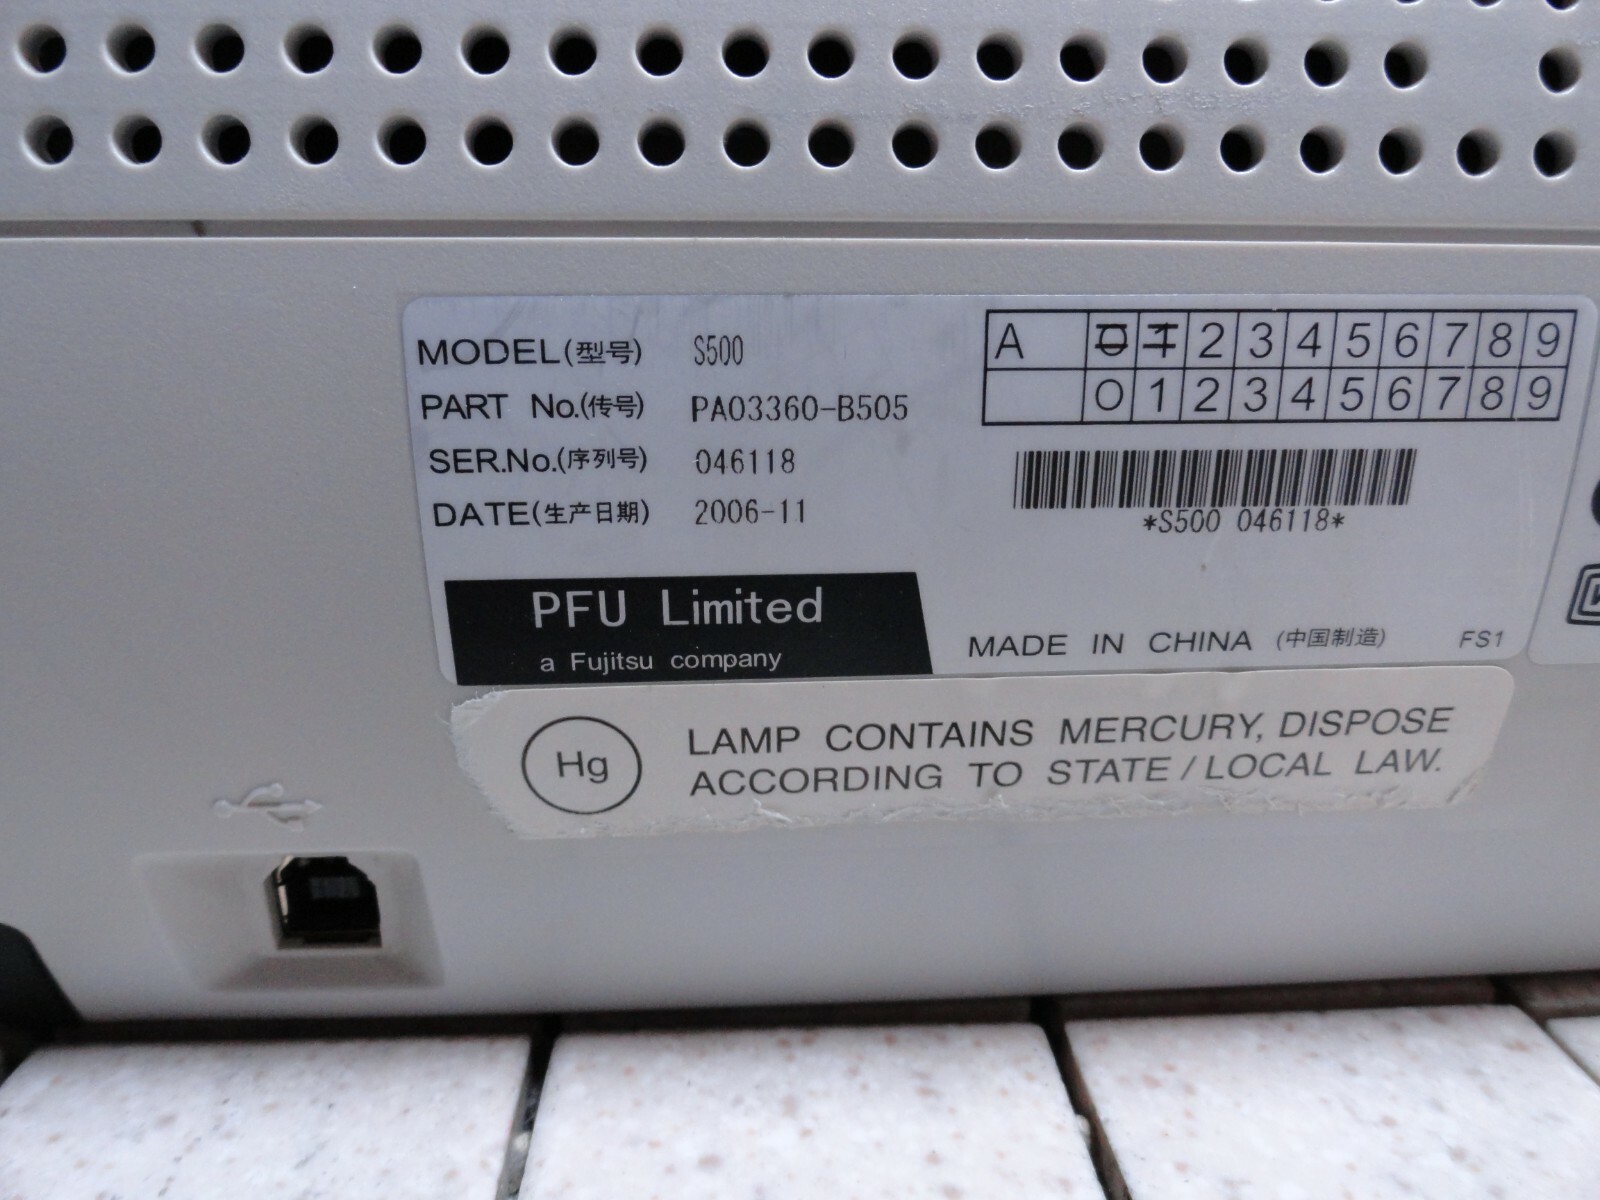 MODEL(型号) S500
PART No.(传号) PA03360-B505
SER.No.(序列号) 046118
DATE(生产日期) 2006-11
A 0 1 2 3 4 5 6 7 8 9
0 1 2 3 4 5 6 7 8 9
*S500 046118*
PFU Limited
a Fujitsu company
MADE IN CHINA (中国制造) FS1
Hg
LAMP CONTAINS MERCURY, DISPOSE
ACCORDING TO STATE / LOCAL LAW.